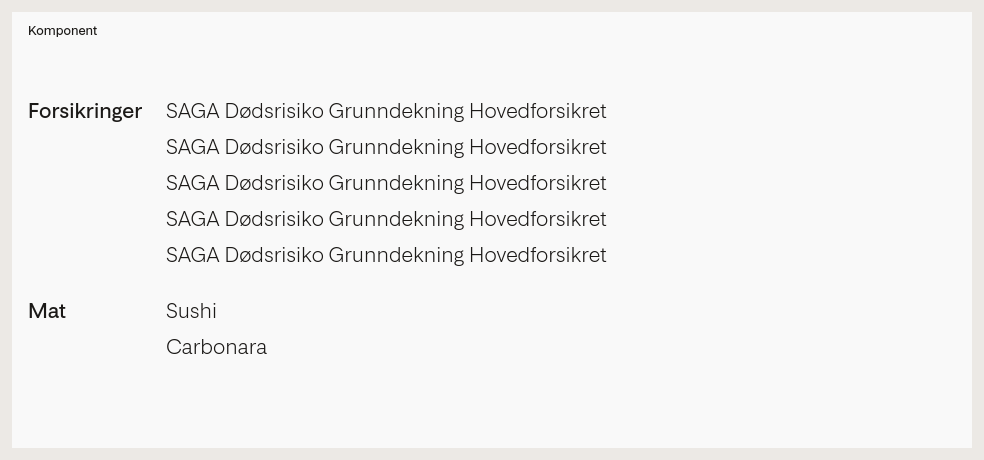 Komponent
Forsikringer SAGA Dødsrisiko Grunndekning Hovedforsikret
SAGA Dødsrisiko Grunndekning Hovedforsikret
SAGA Dødsrisiko Grunndekning Hovedforsikret
SAGA Dødsrisiko Grunndekning Hovedforsikret
SAGA Dødsrisiko Grunndekning Hovedforsikret
Mat Sushi
Carbonara